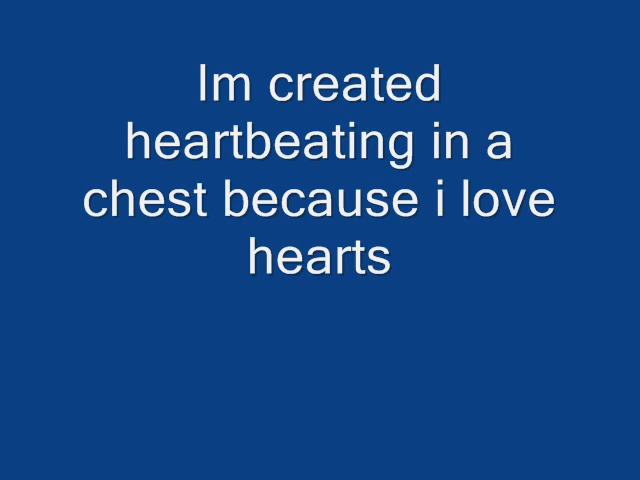 Im created
heartbeating in a
chest because i love
hearts